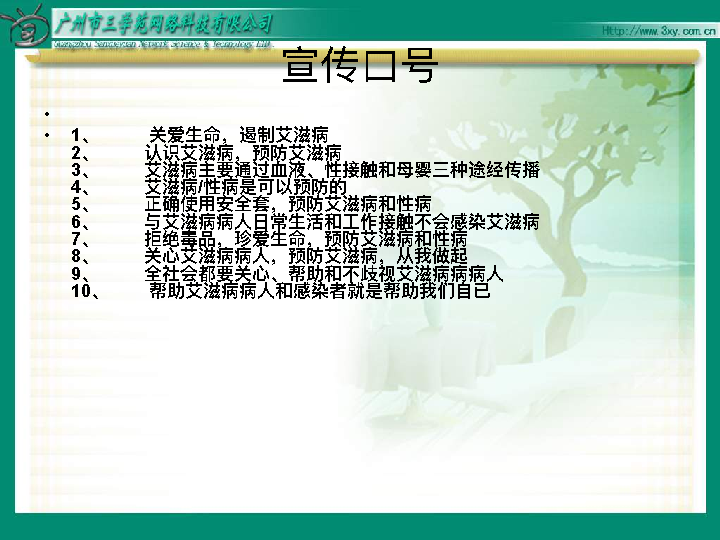 广州市三学苑网络科技有限公司
Guangzhou Sanxueyuan Network Science & Technology Ltd.
Http://www.3xy.com.cn
宣传口号
1、 关爱生命，遏制艾滋病
2、 认识艾滋病，预防艾滋病
3、 艾滋病主要通过血液、性接触和母婴三种途经传播
4、 艾滋病/性病是可以预防的
5、 正确使用安全套，预防艾滋病和性病
6、 与艾滋病病人日常生活和工作接触不会感染艾滋病
7、 拒绝毒品，珍爱生命，预防艾滋病和性病
8、 关心艾滋病病人，预防艾滋病，从我做起
9、 全社会都要关心、帮助和不歧视艾滋病病病人
10、 帮助艾滋病病人和感染者就是帮助我们自已